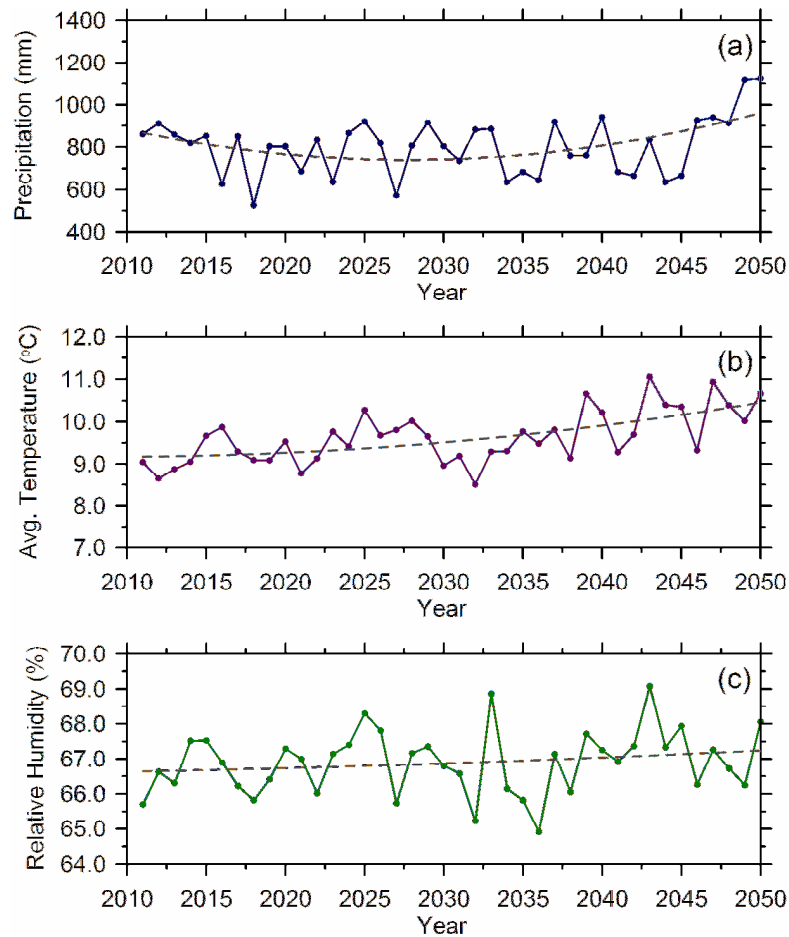 1400
1200
1000
800
600
400
Precipitation (mm)
(a)
2010 2015 2020 2025 2030 2035 2040 2045 2050
Year
12.0
11.0
10.0
9.0
8.0
7.0
Avg. Temperature (ºC)
(b)
2010 2015 2020 2025 2030 2035 2040 2045 2050
Year
70.0
69.0
68.0
67.0
66.0
65.0
64.0
Relative Humidity (%)
(c)
2010 2015 2020 2025 2030 2035 2040 2045 2050
Year